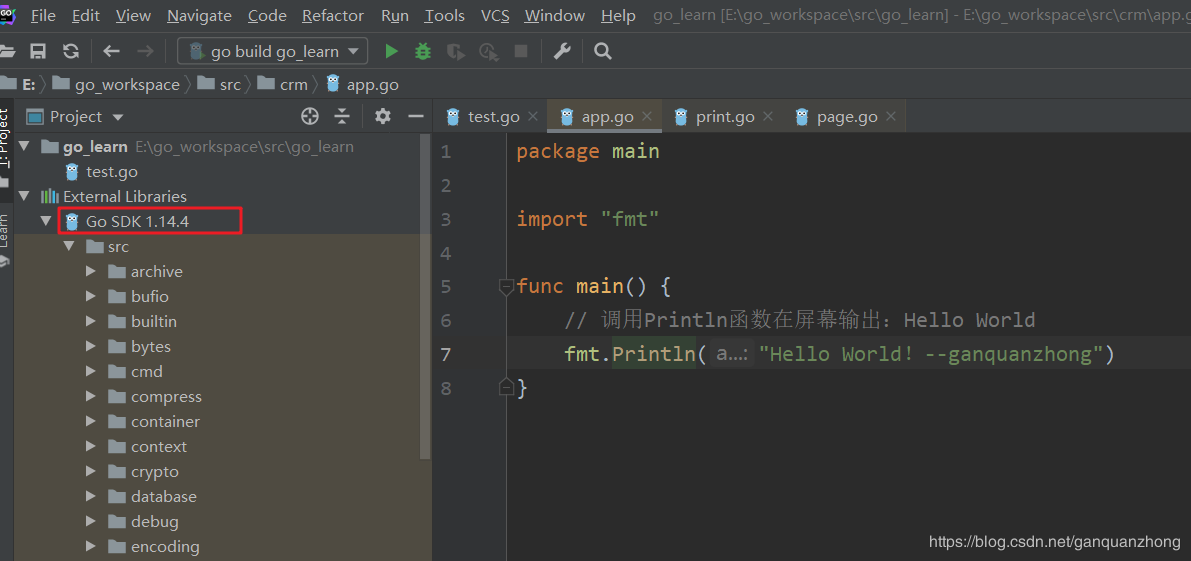 File Edit View Navigate Code Refactor Run Tools VCS Window Help go_learn [E:\go_workspace\src\go_learn] - E:\go_workspace\src\crm\app.g
go build go_learn
E: go_workspace src crm app.go
Project
test.go app.go print.go page.go
1: Project
Learn
go_learn E:\go_workspace\src\go_learn
test.go
External Libraries
Go SDK 1.14.4
src
archive
bufio
builtin
bytes
cmd
compress
container
context
crypto
database
debug
encoding
1 package main
2
3 import "fmt"
4
5 func main() {
6 // 调用Println函数在屏幕输出：Hello World
7 fmt.Println( a...: "Hello World！--ganquanzhong")
8 }
https://blog.csdn.net/ganquanzhong